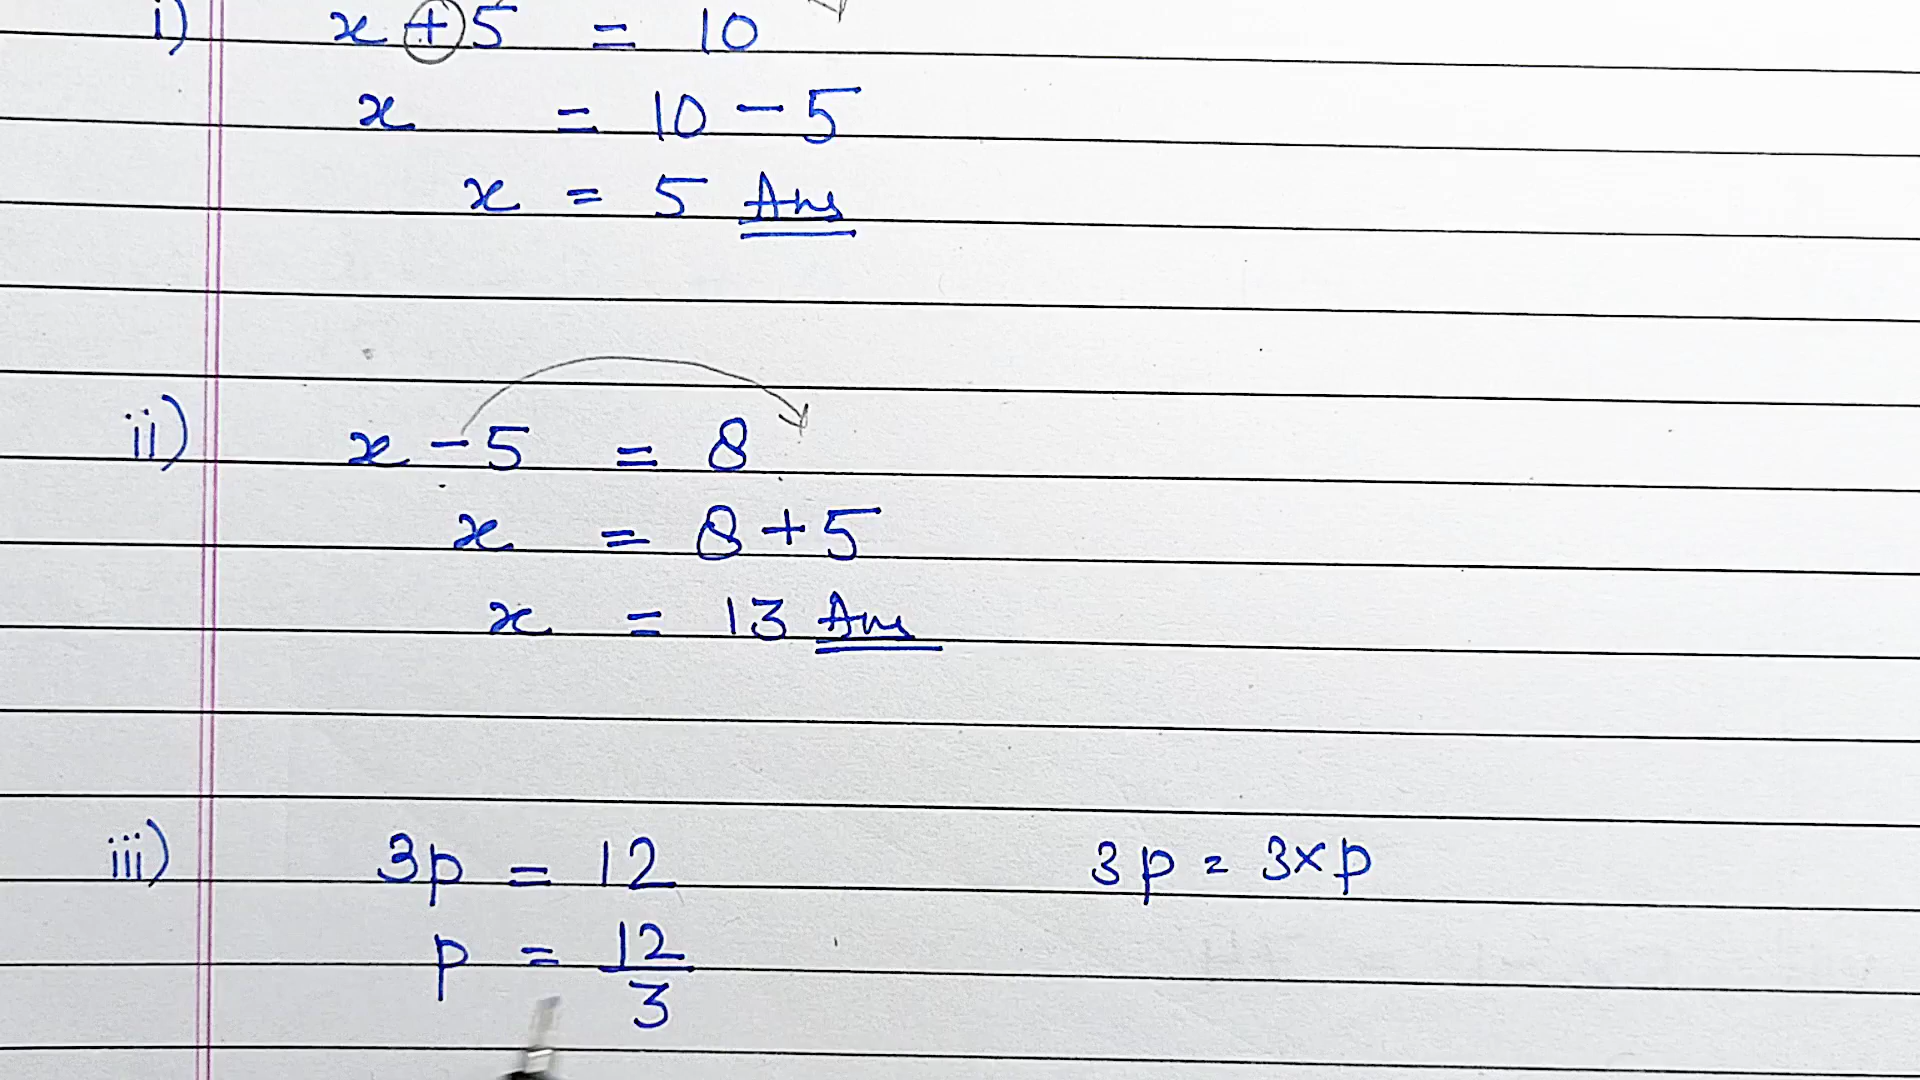 i) x + 5 = 10
x = 10 - 5
x = 5 Ans
ii) x - 5 = 8
x = 8 + 5
x = 13 Ans
iii) 3p = 12 3p = 3×p
p = 12/3